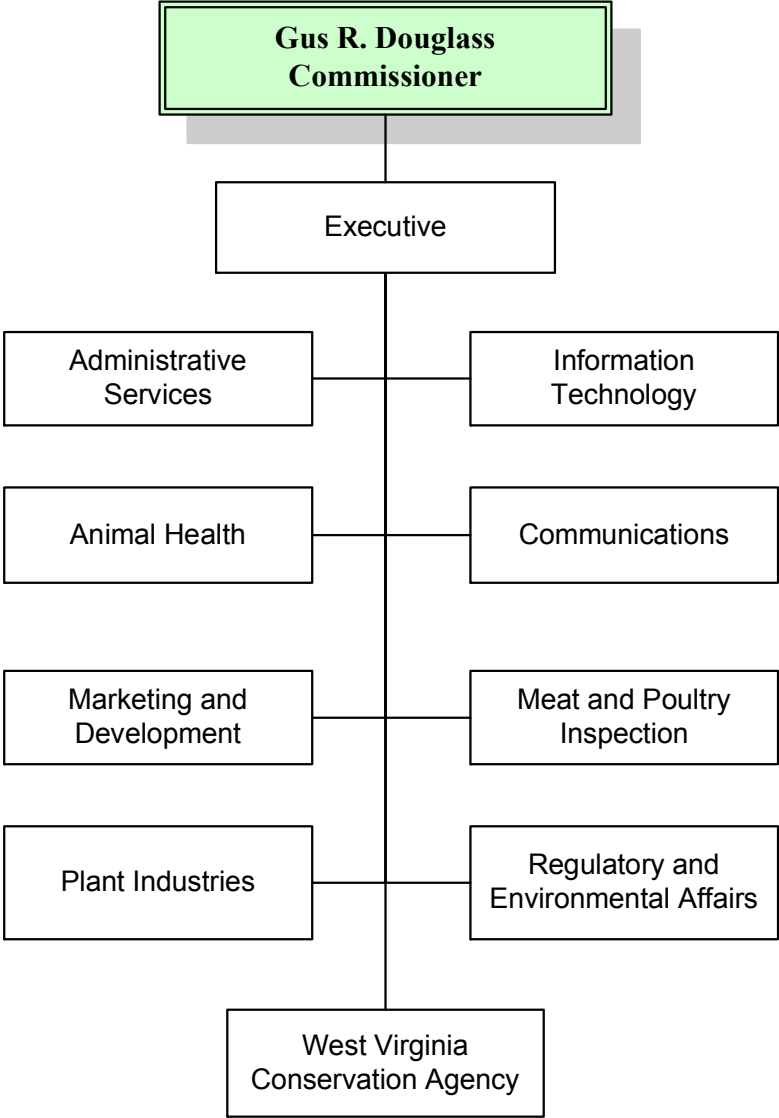 Gus R. Douglass
Commissioner
Executive
Administrative
Services
Information
Technology
Animal Health
Communications
Marketing and
Development
Meat and Poultry
Inspection
Plant Industries
Regulatory and
Environmental Affairs
West Virginia
Conservation Agency